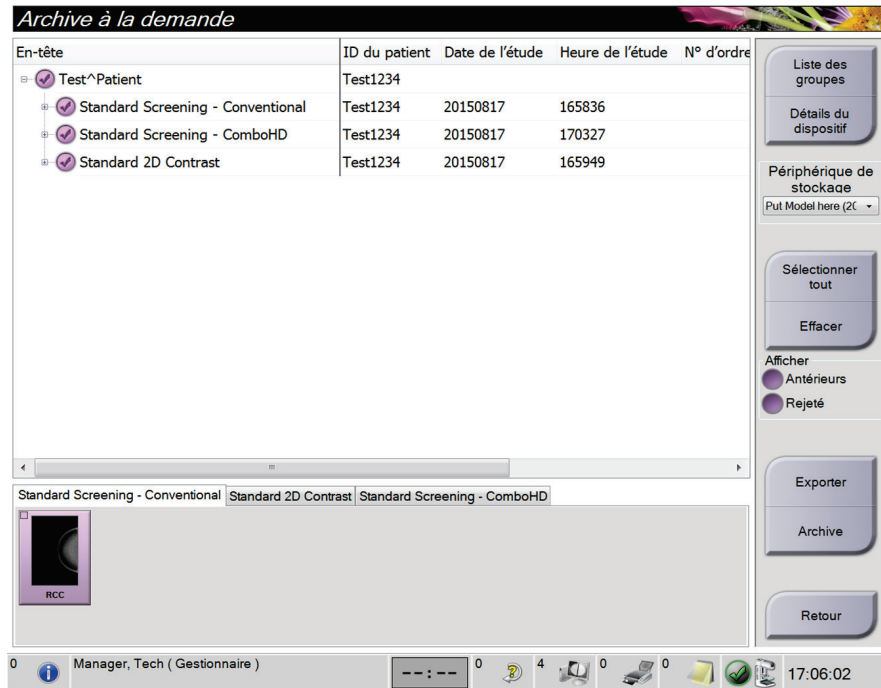 Archive à la demande
En-tête ID du patient Date de l'étude Heure de l'étude N° d'ordre
Test^Patient Test1234
Standard Screening - Conventional Test1234 20150817 165836
Standard Screening - ComboHD Test1234 20150817 170327
Standard 2D Contrast Test1234 20150817 165949
Liste des
groupes
Détails du
dispositif
Périphérique de
stockage
Put Model here (20
Sélectionner
tout
Effacer
Afficher
Antérieurs
Rejeté
Exporter
Archive
Retour
Standard Screening - Conventional Standard 2D Contrast Standard Screening - ComboHD
RCC
0 Manager, Tech ( Gestionnaire ) --:-- 0 4 0 0 17:06:02